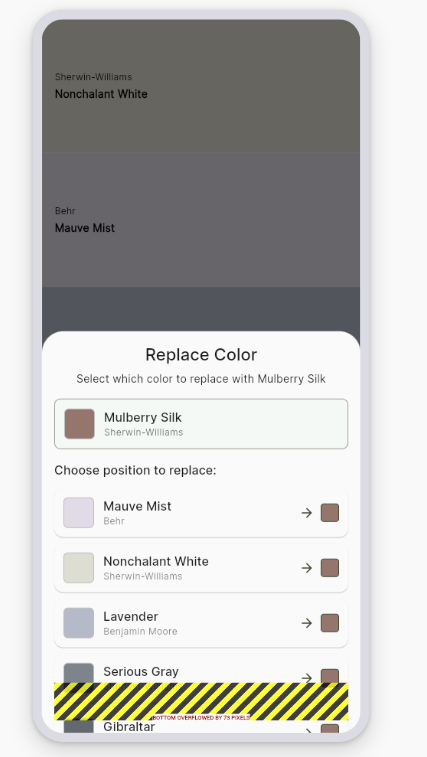 Sherwin-Williams
Nonchalant White
Behr
Mauve Mist
Replace Color
Select which color to replace with Mulberry Silk
Mulberry Silk
Sherwin-Williams
Choose position to replace:
Mauve Mist
Behr
Nonchalant White
Sherwin-Williams
Lavender
Benjamin Moore
Serious Gray
BOTTOM OVERFLOWED BY 73 PIXELS
Gibraltar